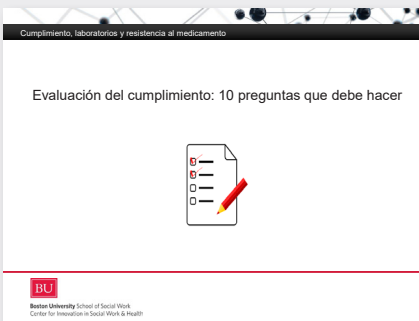 Cumplimiento, laboratorios y resistencia al medicamento
Evaluación del cumplimiento: 10 preguntas que debe hacer
BU
Boston University School of Social Work
Center for Innovation in Social Work & Health